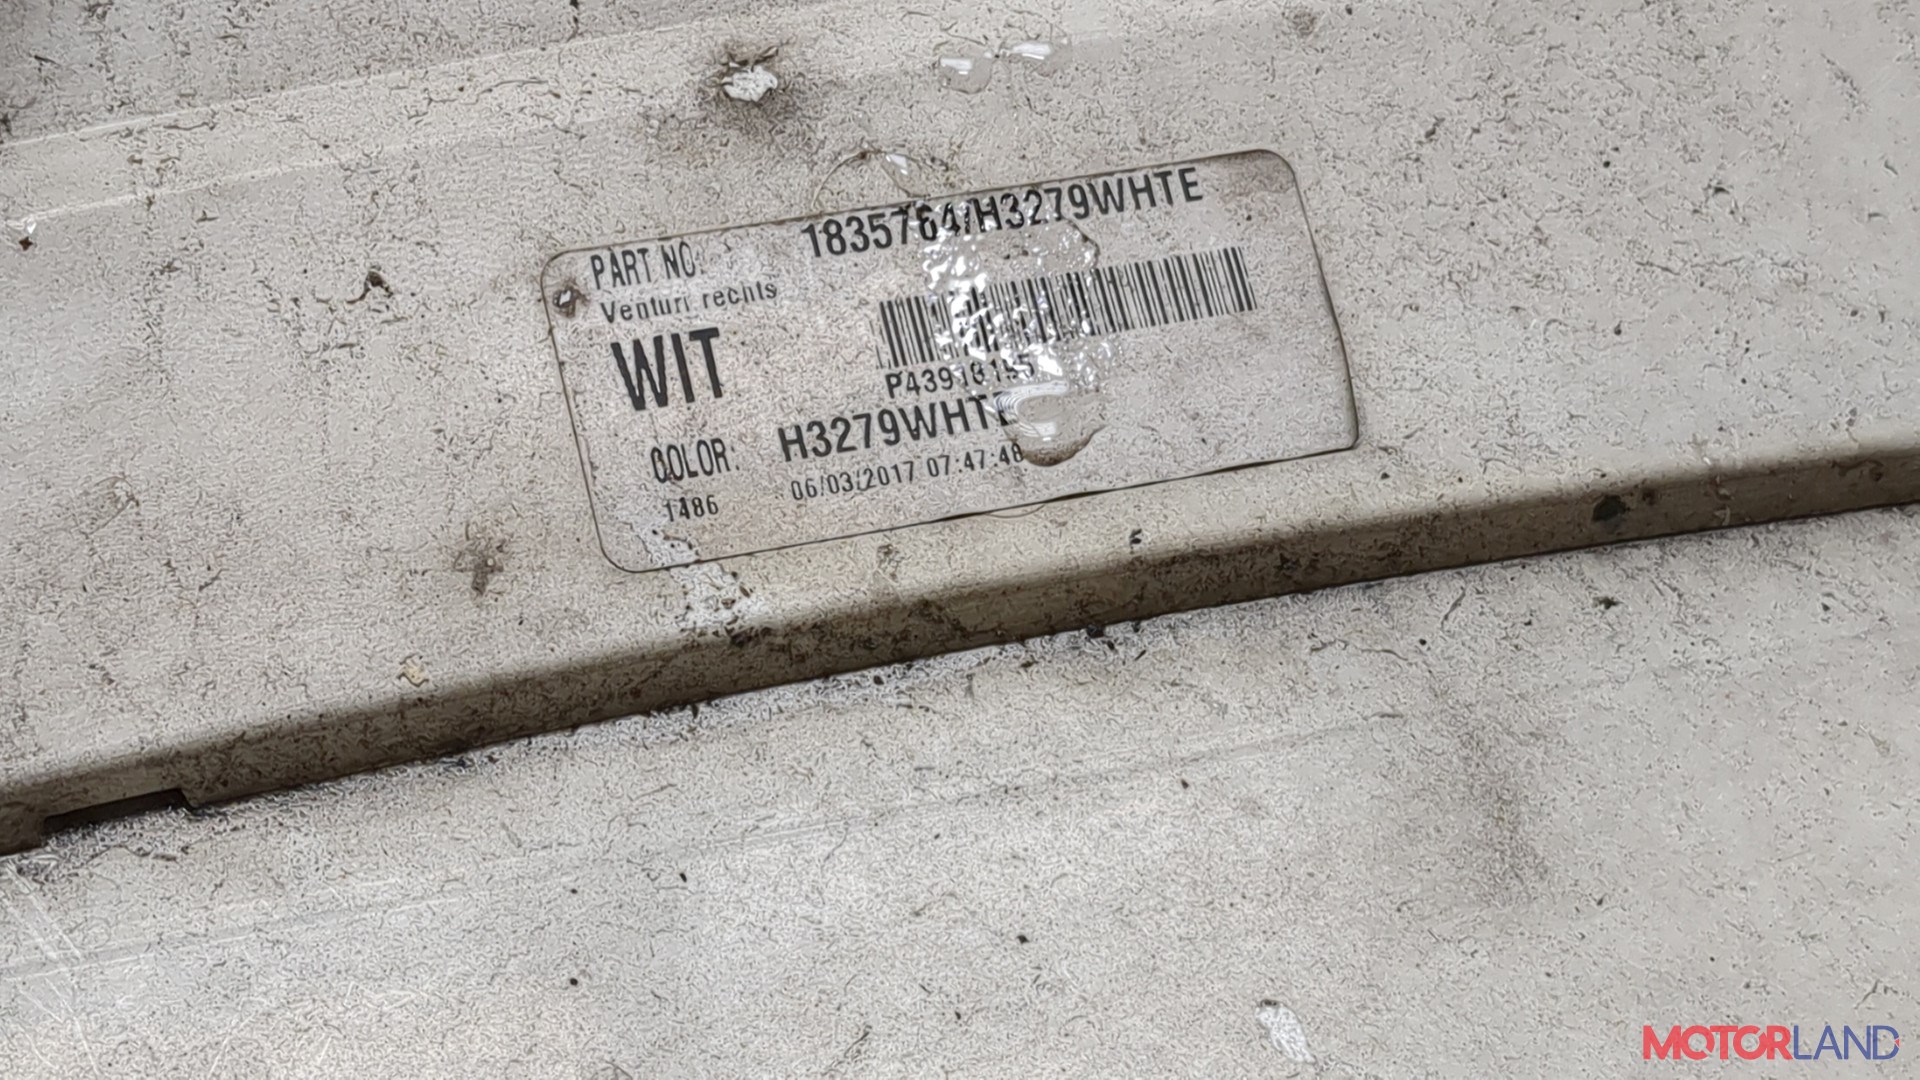 PART NO: 1835764/H3279WHTE
Venturi rechts
WIT
COLOR: H3279WHTE
1486 06/03/2017 07:47:48
MOTORLAND